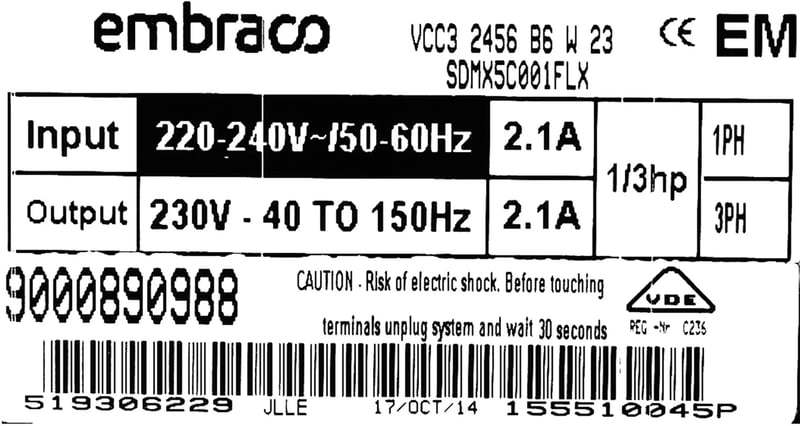 embraco VCC3 2456 B6 W 23 CE EM
SDMX5C001FLX
Input 220-240V~/50-60Hz 2.1A 1/3hp 1PH
Output 230V - 40 TO 150Hz 2.1A 3PH
9000890988 CAUTION - Risk of electric shock. Before touching
terminals unplug system and wait 30 seconds
VDE
REG -Nr C236
519306229 JLLE 17/OCT/14 155510045P